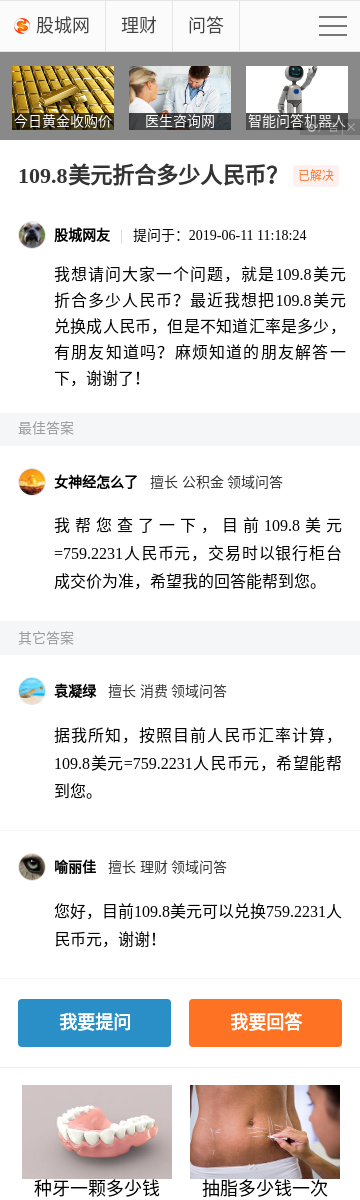 股城网 理财 问答
今日黄金收购价 医生咨询网 智能问答机器人
109.8美元折合多少人民币？ 已解决
股城网友 提问于：2019-06-11 11:18:24
我想请问大家一个问题，就是109.8美元
折合多少人民币？最近我想把109.8美元
兑换成人民币，但是不知道汇率是多少，
有朋友知道吗？麻烦知道的朋友解答一
下，谢谢了！
最佳答案
女神经怎么了 擅长 公积金 领域问答
我帮您查了一下，目前109.8美元
=759.2231人民币元，交易时以银行柜台
成交价为准，希望我的回答能帮到您。
其它答案
袁凝绿 擅长 消费 领域问答
据我所知，按照目前人民币汇率计算，
109.8美元=759.2231人民币元，希望能帮
到您。
喻丽佳 擅长 理财 领域问答
您好，目前109.8美元可以兑换759.2231人
民币元，谢谢！
我要提问 我要回答
种牙一颗多少钱 抽脂多少钱一次